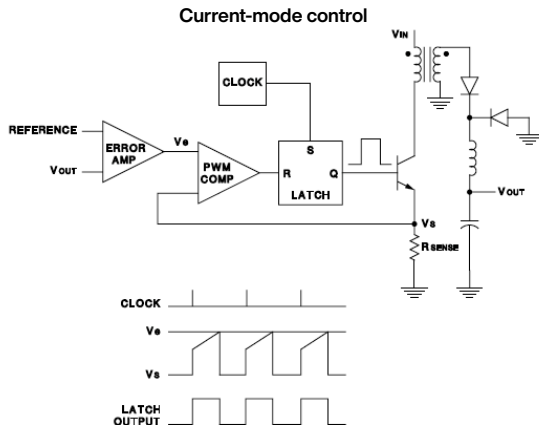 Current-mode control
VIN
CLOCK
REFERENCE
VOUT
ERROR
AMP
Ve
PWM
COMP
S
R
Q
LATCH
VOUT
Vs
RSENSE
CLOCK
Ve
Vs
LATCH
OUTPUT